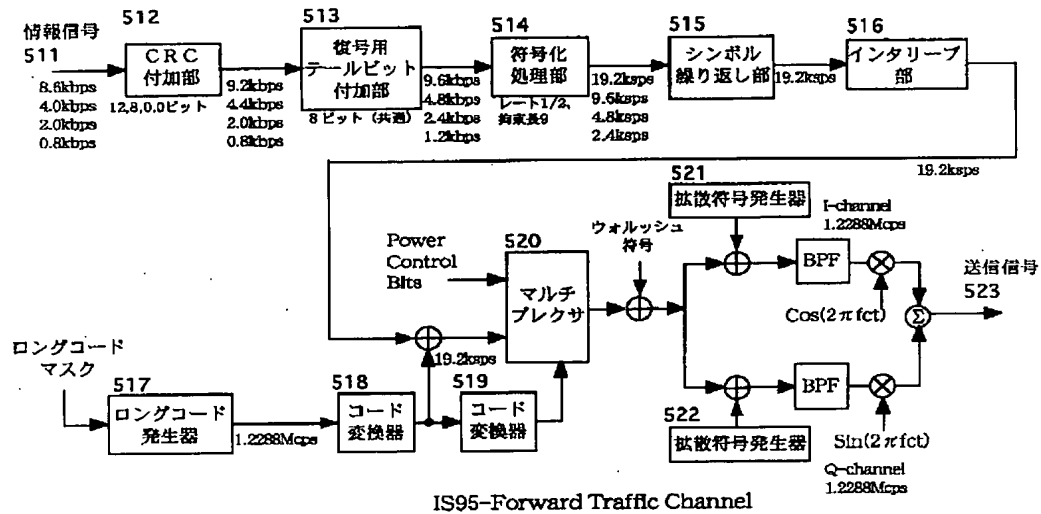 情報信号
511
8.6kbps
4.0kbps
2.0kbps
0.8kbps
512
CRC
付加部
12,8,0,0ビット
9.2kbps
4.4kbps
2.0kbps
0.8kbps
513
復号用
テールビット
付加部
8ビット(共通)
9.6kbps
4.8kbps
2.4kbps
1.2kbps
514
符号化
処理部
レート1/2、
拘束長9
19.2ksps
9.6ksps
4.8ksps
2.4ksps
515
シンボル
繰り返し部
19.2ksps
516
インタリーブ
部
19.2ksps
Power
Control
Bits
520
マルチ
プレクサ
19.2ksps
ウォルッシュ
符号
521
拡散符号発生器
I-channel
1.2288Mcps
BPF
Cos(2πfct)
Σ
送信信号
523
ロングコード
マスク
517
ロングコード
発生器
1.2288Mcps
518
コード
変換器
519
コード
変換器
522
拡散符号発生器
BPF
Sin(2πfct)
Q-channel
1.2288Mcps
IS95-Forward Traffic Channel